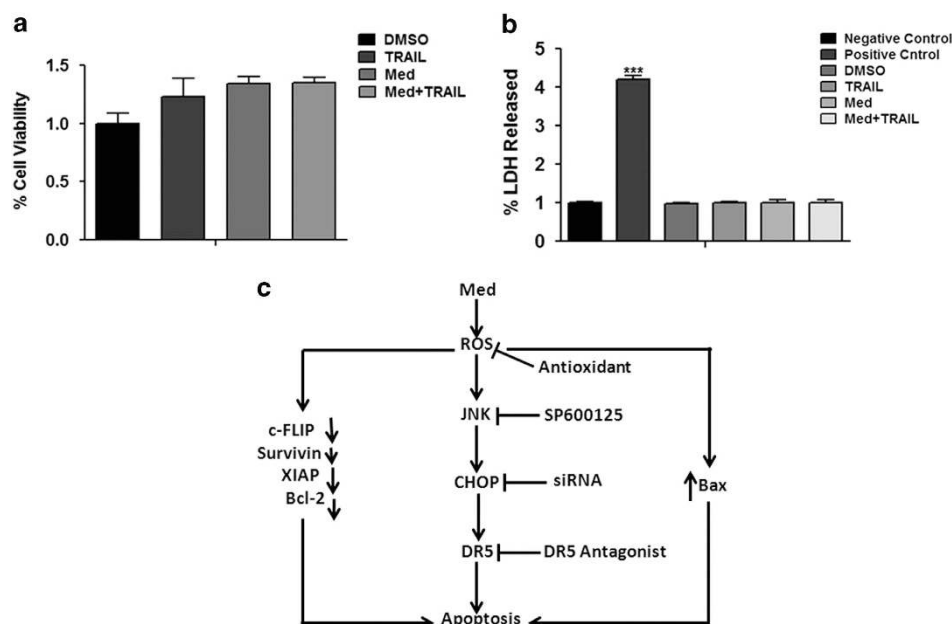 a
DMSO
TRAIL
Med
Med+TRAIL
% Cell Viability
1.5
1.0
0.5
0.0
b
Negative Control
Positive Cntrol
DMSO
TRAIL
Med
Med+TRAIL
% LDH Released
5
4
3
2
1
0
***
c
Med
ROS
Antioxidant
JNK
SP600125
c-FLIP
Survivin
XIAP
Bcl-2
CHOP
siRNA
Bax
DR5
DR5 Antagonist
Apoptosis